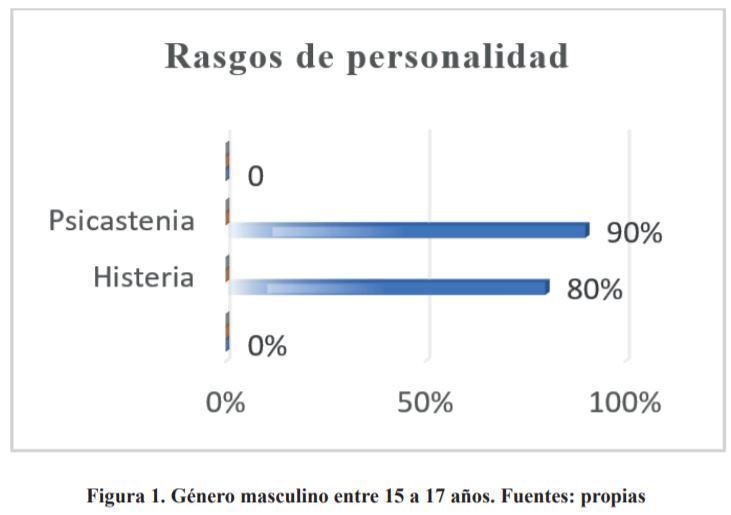 Rasgos de personalidad
0
Psicastenia
90%
Histeria
80%
0%
0% 50% 100%
Figura 1. Género masculino entre 15 a 17 años. Fuentes: propias